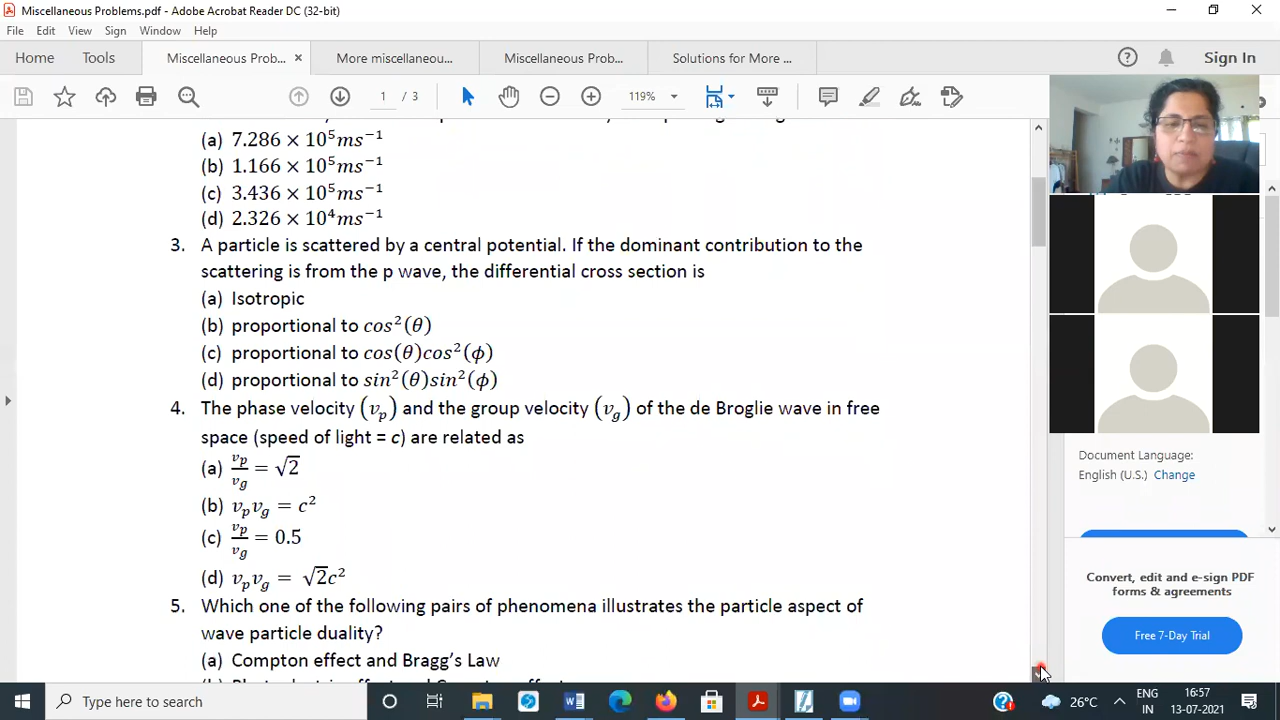 Miscellaneous Problems.pdf - Adobe Acrobat Reader DC (32-bit)
File Edit View Sign Window Help
Home Tools Miscellaneous Prob... × More miscellanou... Miscellaneous Prob... Solutions for More ... Sign In
1 / 3 119%
(a) 7.286 × 10⁵ms⁻¹
(b) 1.166 × 10⁵ms⁻¹
(c) 3.436 × 10⁵ms⁻¹
(d) 2.326 × 10⁴ms⁻¹
3. A particle is scattered by a central potential. If the dominant contribution to the
scattering is from the p wave, the differential cross section is
(a) Isotropic
(b) proportional to cos²(θ)
(c) proportional to cos(θ)cos²(ϕ)
(d) proportional to sin²(θ)sin²(ϕ)
4. The phase velocity (vₚ) and the group velocity (v_g) of the de Broglie wave in free
space (speed of light = c) are related as
(a) vₚ/v_g = √2
(b) vₚv_g = c²
(c) vₚ/v_g = 0.5
(d) vₚv_g = √2c²
5. Which one of the following pairs of phenomena illustrates the particle aspect of
wave particle duality?
(a) Compton effect and Bragg's Law
Document Language:
English (U.S.) Change
Convert, edit and e-sign PDF
forms & agreements
Free 7-Day Trial
Type here to search
26°C
ENG
IN
16:57
13-07-2021